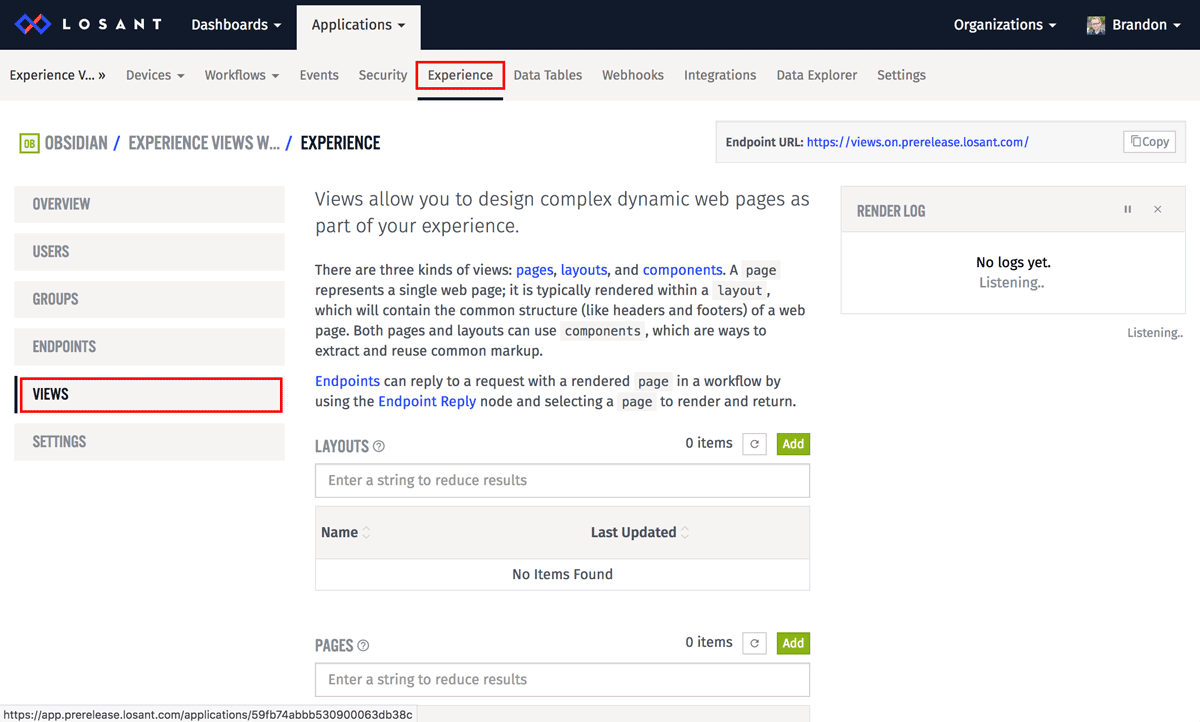 LOSANT Dashboards Applications Organizations Brandon
Experience V... » Devices Workflows Events Security Experience Data Tables Webhooks Integrations Data Explorer Settings
OB OBSIDIAN / EXPERIENCE VIEWS W... / EXPERIENCE
Endpoint URL: https://views.on.prerelease.losant.com/ Copy
OVERVIEW
USERS
GROUPS
ENDPOINTS
VIEWS
SETTINGS
Views allow you to design complex dynamic web pages as
part of your experience.
There are three kinds of views: pages, layouts, and components. A page
represents a single web page; it is typically rendered within a layout,
which will contain the common structure (like headers and footers) of a web
page. Both pages and layouts can use components, which are ways to
extract and reuse common markup.
Endpoints can reply to a request with a rendered page in a workflow by
using the Endpoint Reply node and selecting a page to render and return.
LAYOUTS ? 0 items Add
Enter a string to reduce results
Name Last Updated
No Items Found
PAGES ? 0 items Add
Enter a string to reduce results
RENDER LOG
No logs yet.
Listening..
Listening..
https://app.prerelease.losant.com/applications/59fb74abbb530900063db38c